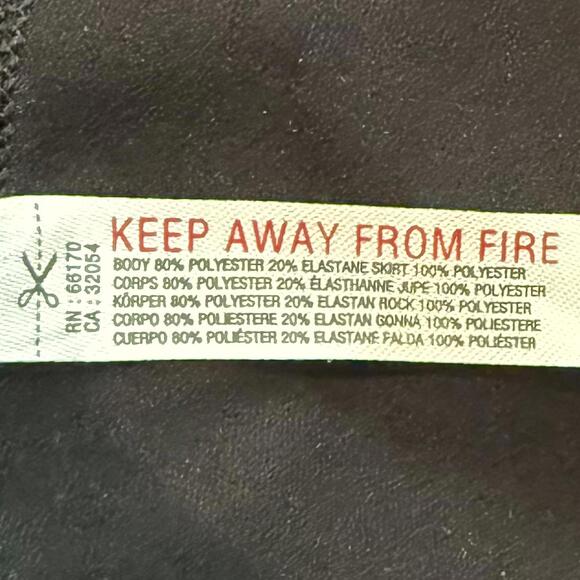 RN : 66170
CA : 32054
KEEP AWAY FROM FIRE
BODY 80% POLYESTER 20% ELASTANE SKIRT 100% POLYESTER
CORPS 80% POLYESTER 20% ÉLASTHANNE JUPE 100% POLYESTER
KÖRPER 80% POLYESTER 20% ELASTAN ROCK 100% POLYESTER
CORPO 80% POLIESTERE 20% ELASTAN GONNA 100% POLIESTERE
CUERPO 80% POLIÉSTER 20% ELASTANE FALDA 100% POLIÉSTER